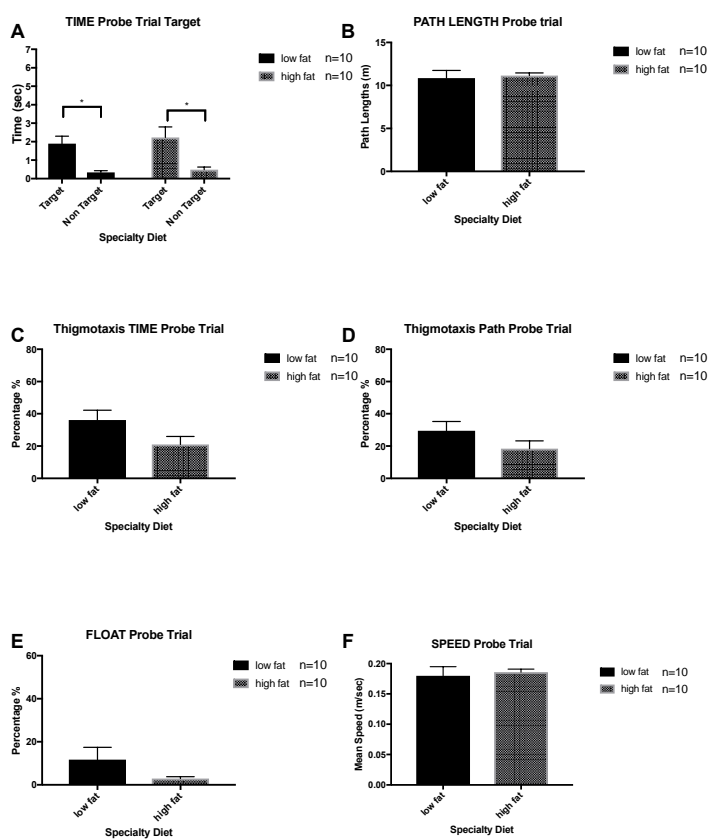 A
TIME Probe Trial Target
low fat n=10
high fat n=10
7
6
5
4
3
2
1
0
Time (sec)
*
*
Target
Non Target
Target
Non Target
Specialty Diet
B
PATH LENGTH Probe trial
low fat n=10
high fat n=10
15
10
5
0
Path Lengths (m)
low fat
high fat
Specialty Diet
C
Thigmotaxis TIME Probe Trial
low fat n=10
high fat n=10
80
60
40
20
0
Percentage %
low fat
high fat
Specialty Diet
D
Thigmotaxis Path Probe Trial
low fat n=10
high fat n=10
80
60
40
20
0
Percentage %
low fat
high fat
Specialty Diet
E
FLOAT Probe Trial
low fat n=10
high fat n=10
60
40
20
0
Percentage %
low fat
high fat
Specialty Diet
F
SPEED Probe Trial
low fat n=10
high fat n=10
0.20
0.15
0.10
0.05
0.00
Mean Speed (m/sec)
low fat
high fat
Specialty Diet